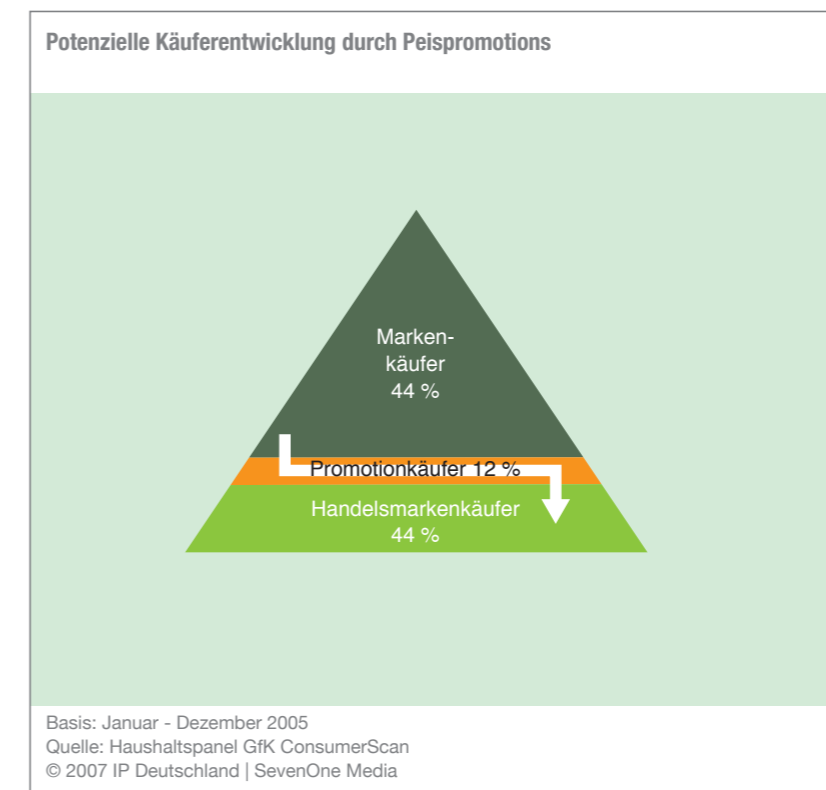 Potenzielle Käuferentwicklung durch Peispromotions
Marken-
käufer
44 %
Promotionkäufer 12 %
Handelsmarkenkäufer
44 %
Basis: Januar - Dezember 2005
Quelle: Haushaltspanel GfK ConsumerScan
© 2007 IP Deutschland | SevenOne Media